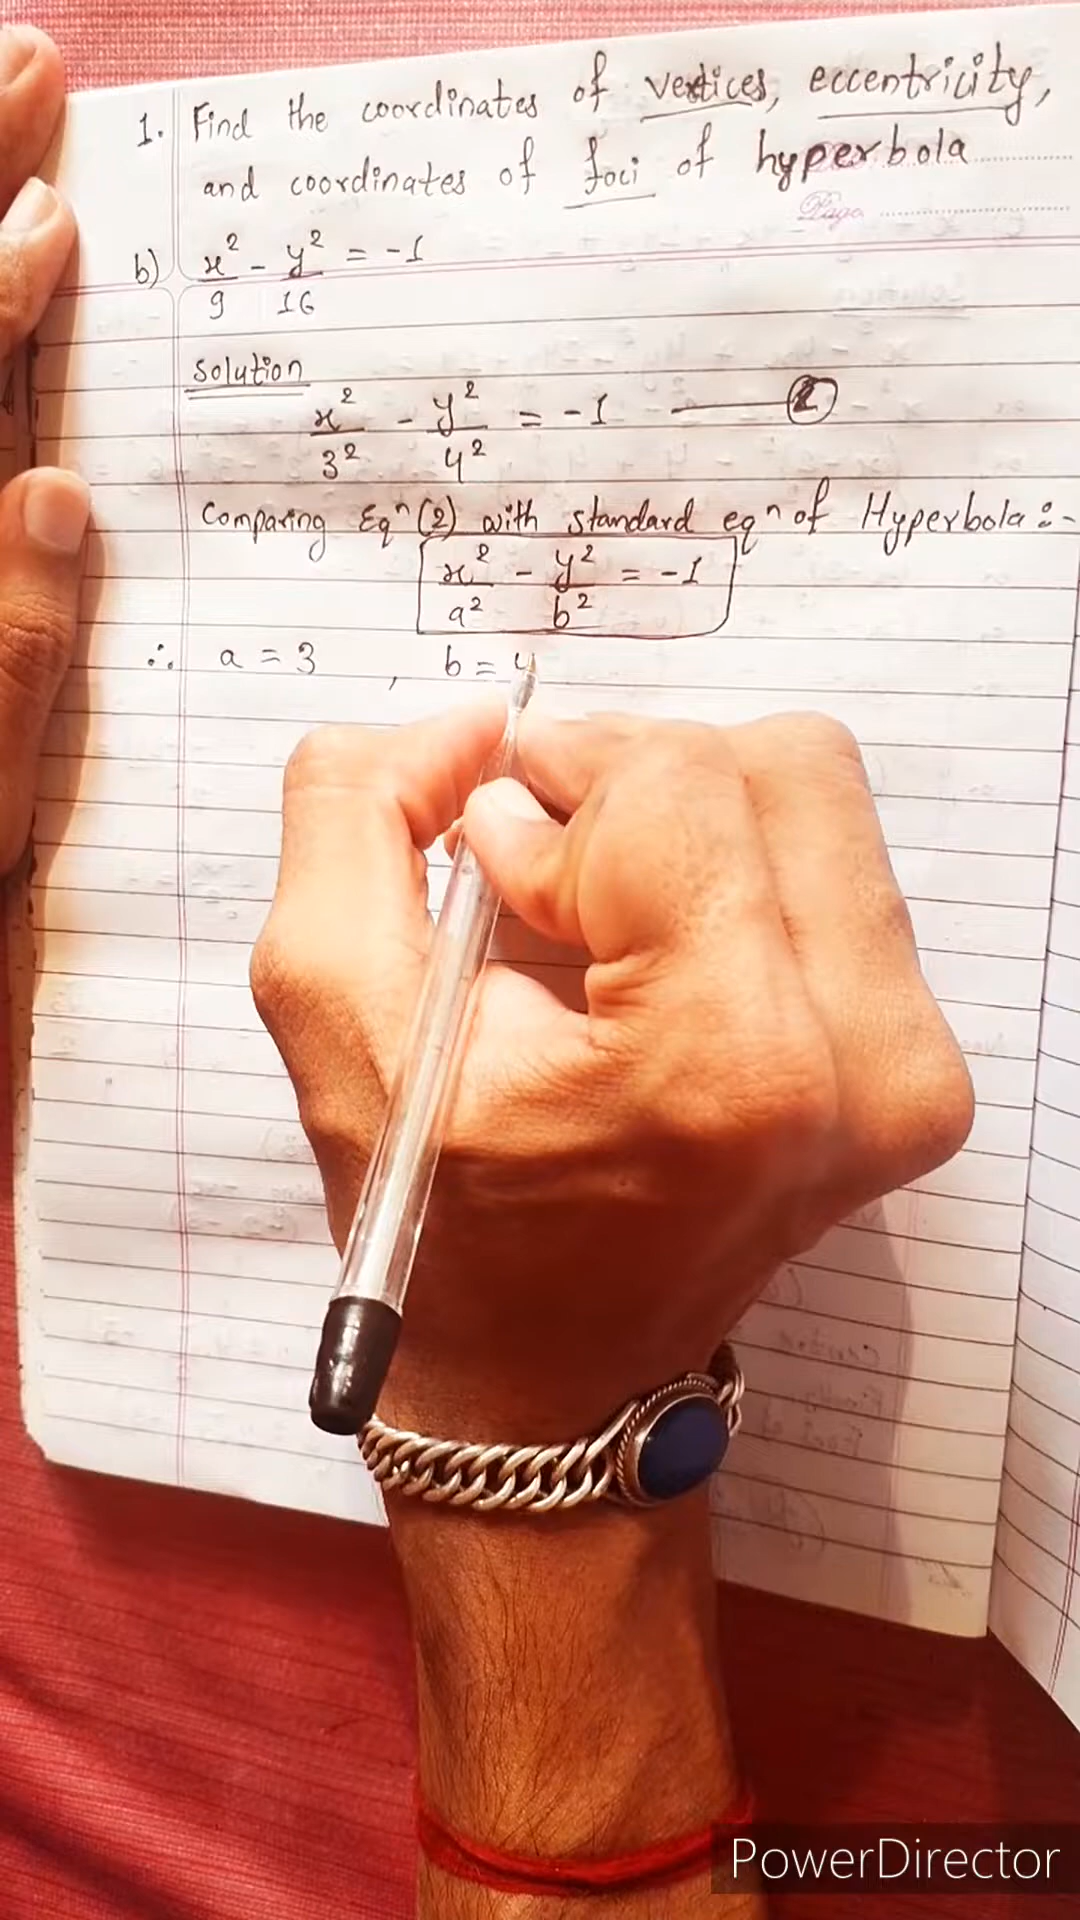 1. Find the coordinates of vertices, eccentricity,
and coordinates of foci of hyperbola
Page
b) x²/9 - y²/16 = -1
Solution
x²/3² - y²/4² = -1 — (2)
Comparing Eqⁿ (2) with standard eqⁿ of Hyperbola :-
x²/a² - y²/b² = -1
∴ a = 3 , b = 4
PowerDirector